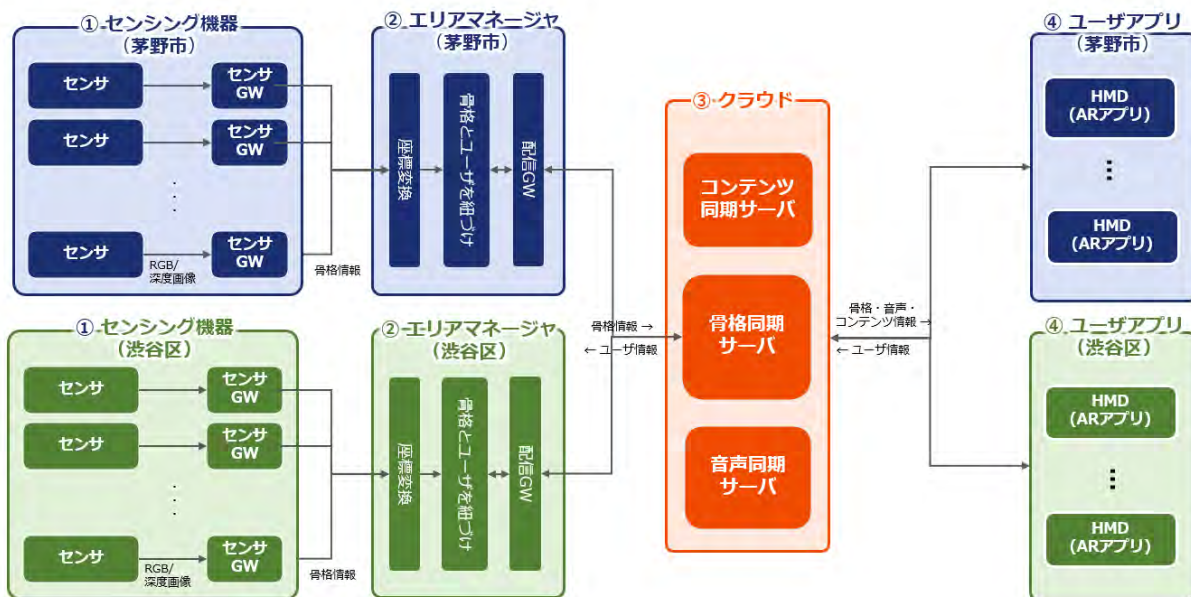 ① センシング機器
（茅野市）
センサ
センサ
GW
センサ
センサ
GW
センサ
RGB/
深度画像
センサ
GW
骨格情報
② エリアマネージャ
（茅野市）
座標変換
骨格とユーザを紐づけ
配信GW
① センシング機器
（渋谷区）
センサ
センサ
GW
センサ
センサ
GW
センサ
RGB/
深度画像
センサ
GW
骨格情報
② エリアマネージャ
（渋谷区）
座標変換
骨格とユーザを紐づけ
配信GW
骨格情報 →
← ユーザ情報
③ クラウド
コンテンツ
同期サーバ
骨格同期
サーバ
音声同期
サーバ
骨格・音声・
コンテンツ情報 →
← ユーザ情報
④ ユーザアプリ
（茅野市）
HMD
(ARアプリ)
⋮
HMD
(ARアプリ)
④ ユーザアプリ
（渋谷区）
HMD
(ARアプリ)
⋮
HMD
(ARアプリ)